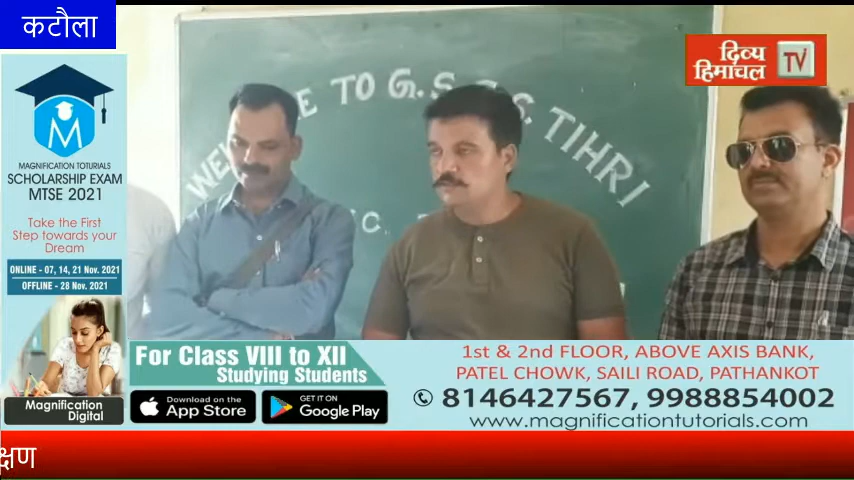 कटौला
दिव्य
हिमाचल
TV
WEL E TO G.S.S.S. TIHRI
MAGNIFICATION TOTURIALS
SCHOLARSHIP EXAM
MTSE 2021
Take the First
Step towards your
Dream
ONLINE - 07, 14, 21 Nov. 2021
OFFLINE - 28 Nov. 2021
Magnification
Digital
For Class VIII to XII
Studying Students
Download on the
App Store
GET IT ON
Google Play
1st & 2nd FLOOR, ABOVE AXIS BANK,
PATEL CHOWK, SAILI ROAD, PATHANKOT
8146427567, 9988854002
www.magnificationtutorials.com
क्षण